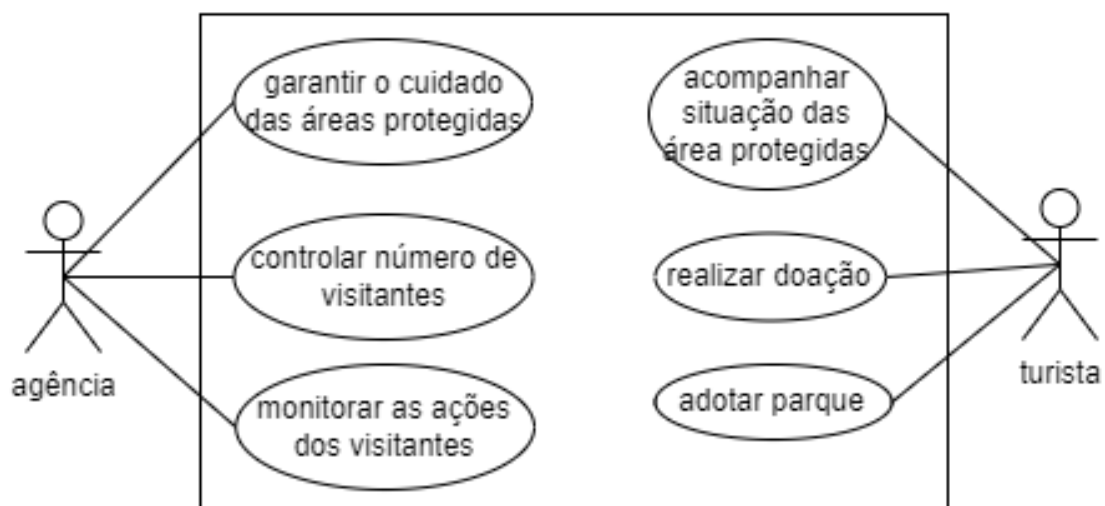 garantir o cuidado
das áreas protegidas
acompanhar
situação das
área protegidas
controlar número de
visitantes
realizar doação
agência
turista
monitorar as ações
dos visitantes
adotar parque